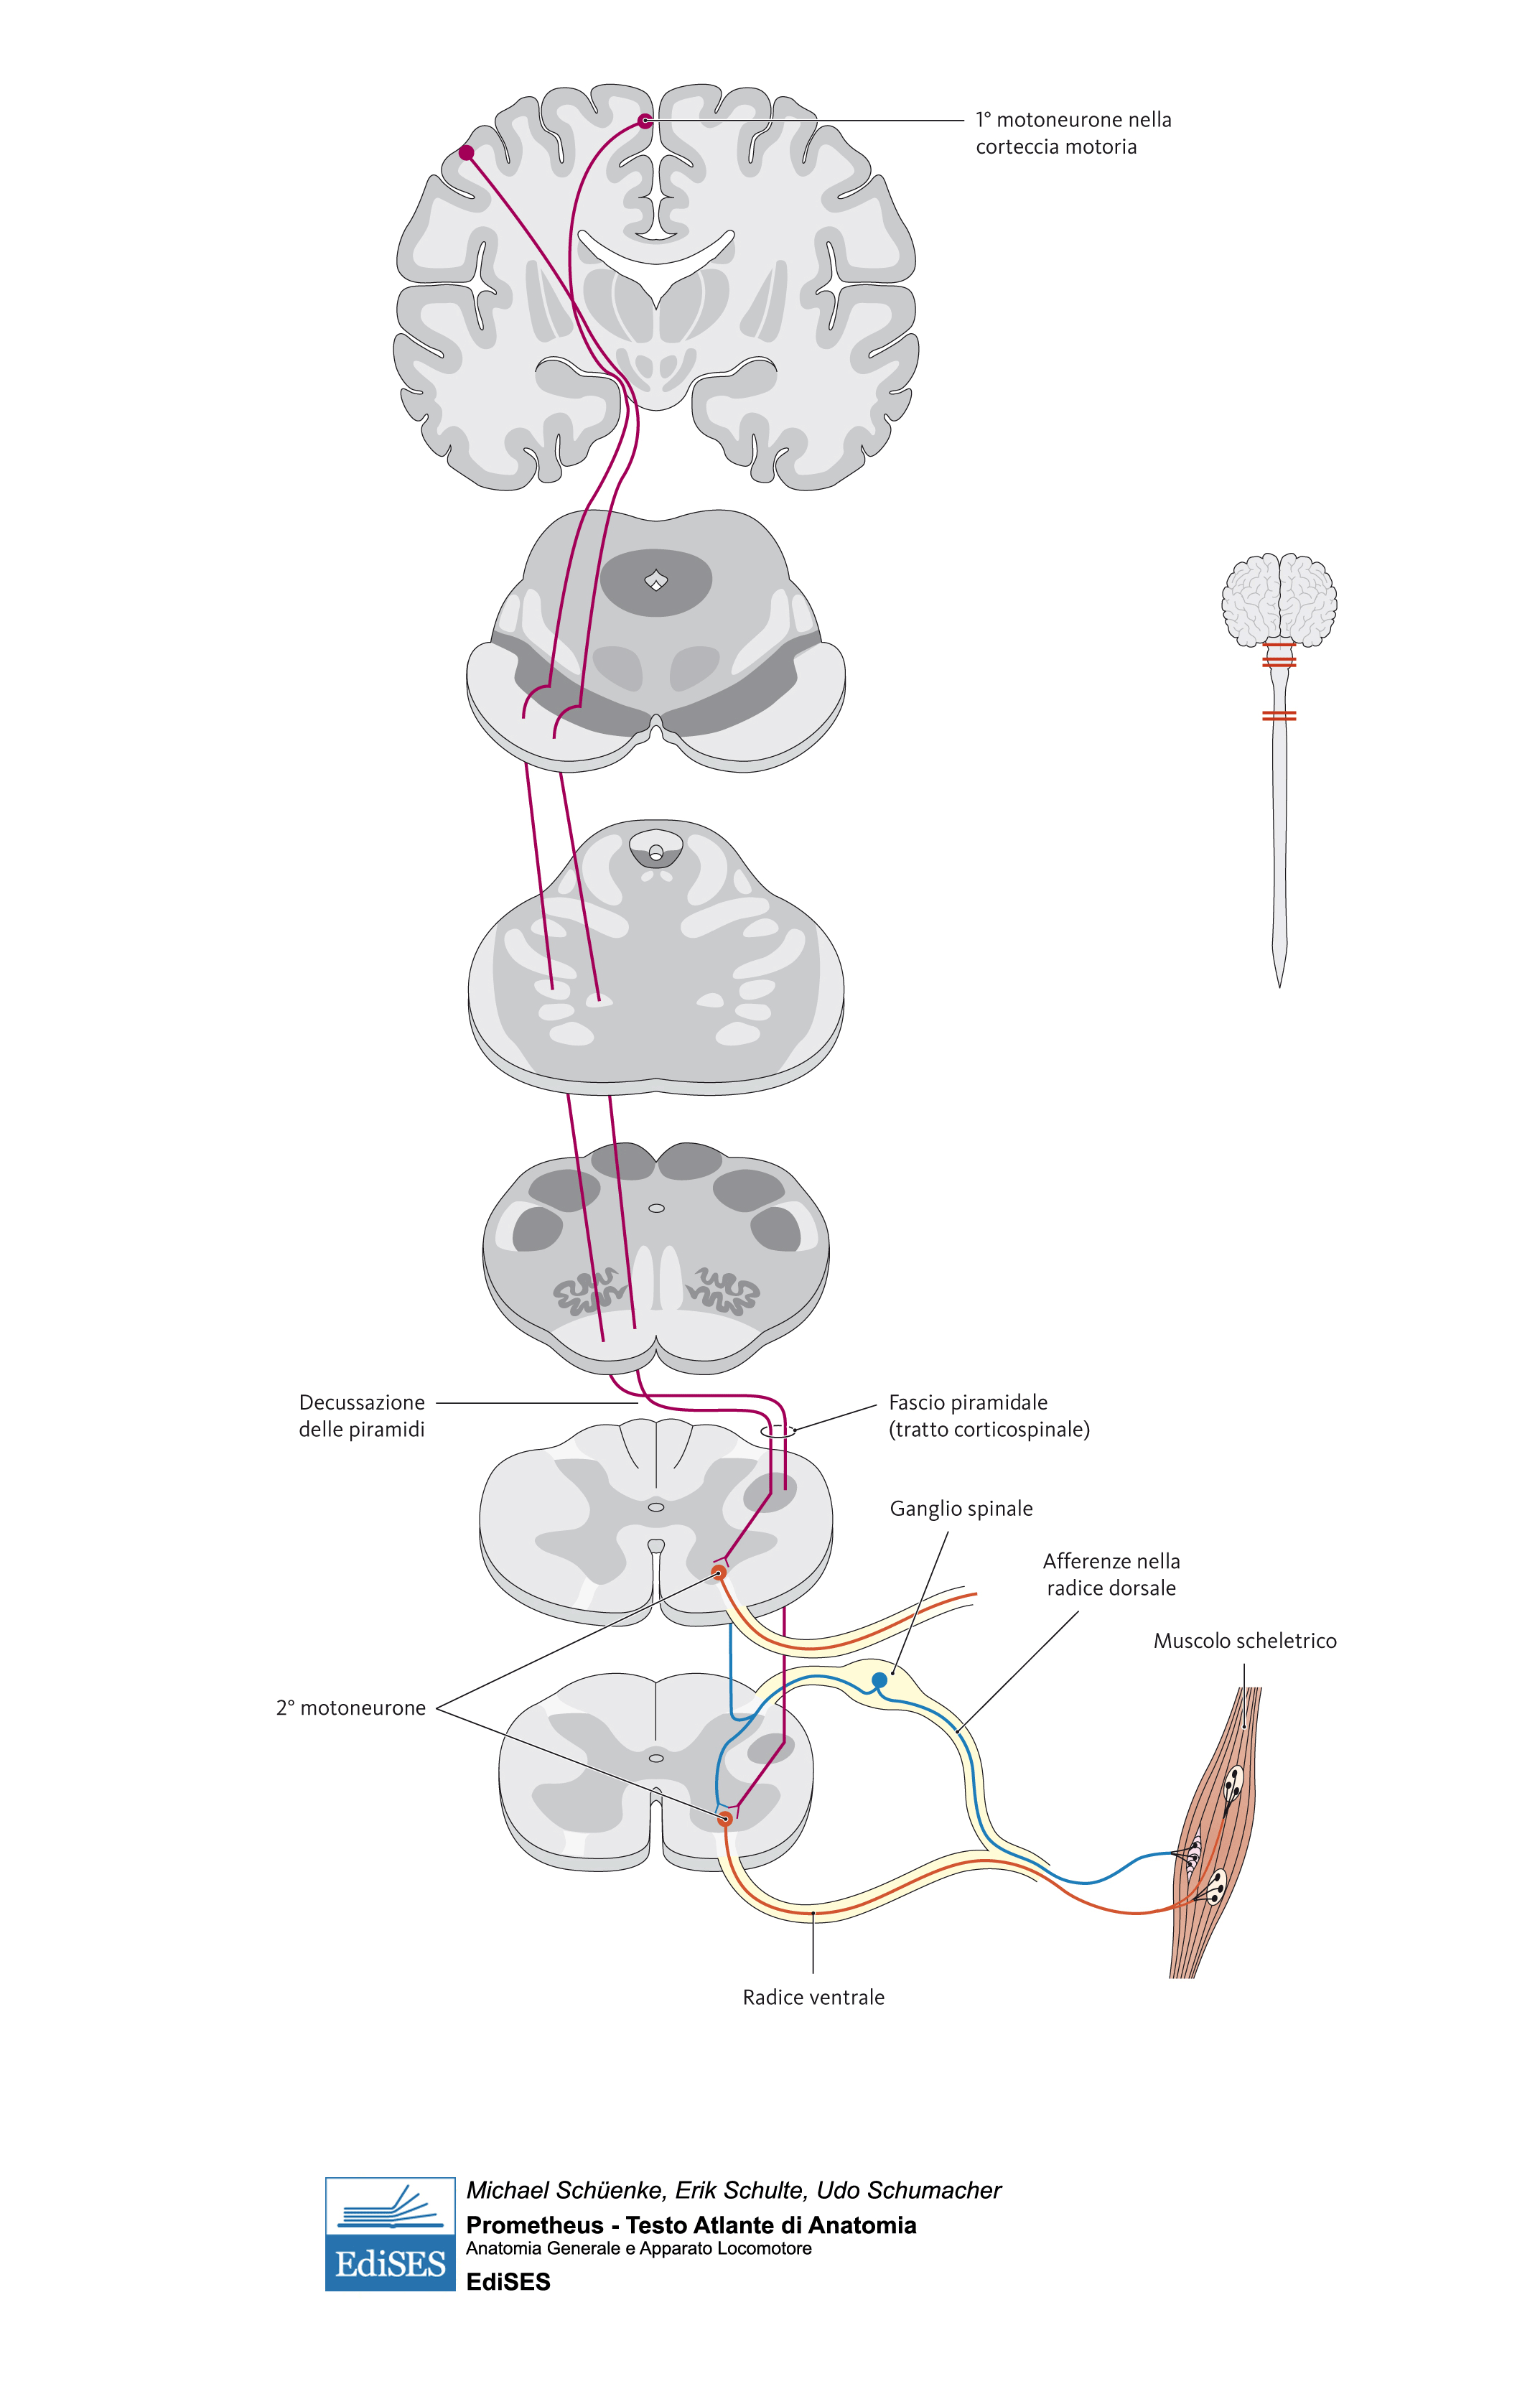 1° motoneurone nella
corteccia motoria
Decussazione
delle piramidi
Fascio piramidale
(tratto corticospinale)
Ganglio spinale
Afferenze nella
radice dorsale
Muscolo scheletrico
2° motoneurone
Radice ventrale
EdiSES
Michael Schüenke, Erik Schulte, Udo Schumacher
Prometheus - Testo Atlante di Anatomia
Anatomia Generale e Apparato Locomotore
EdiSES